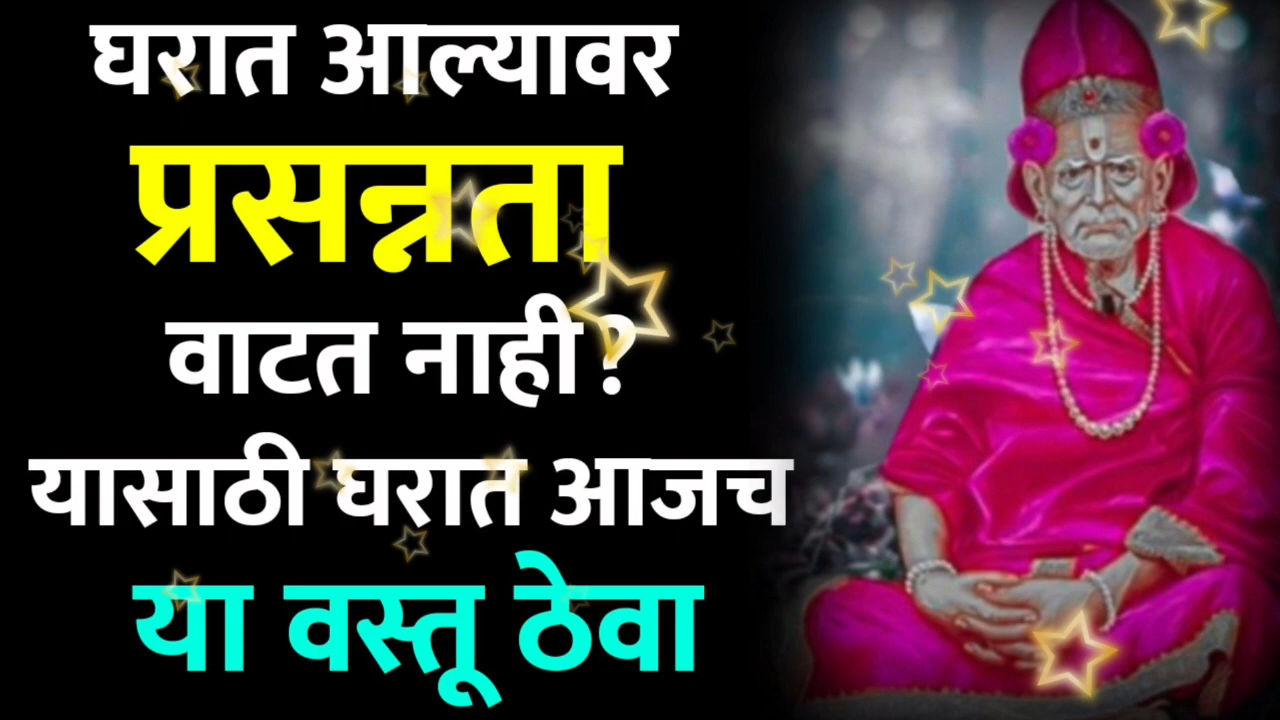 घरात आल्यावर
प्रसन्नता
वाटत नाही?
यासाठी घरात आजच
या वस्तू ठेवा